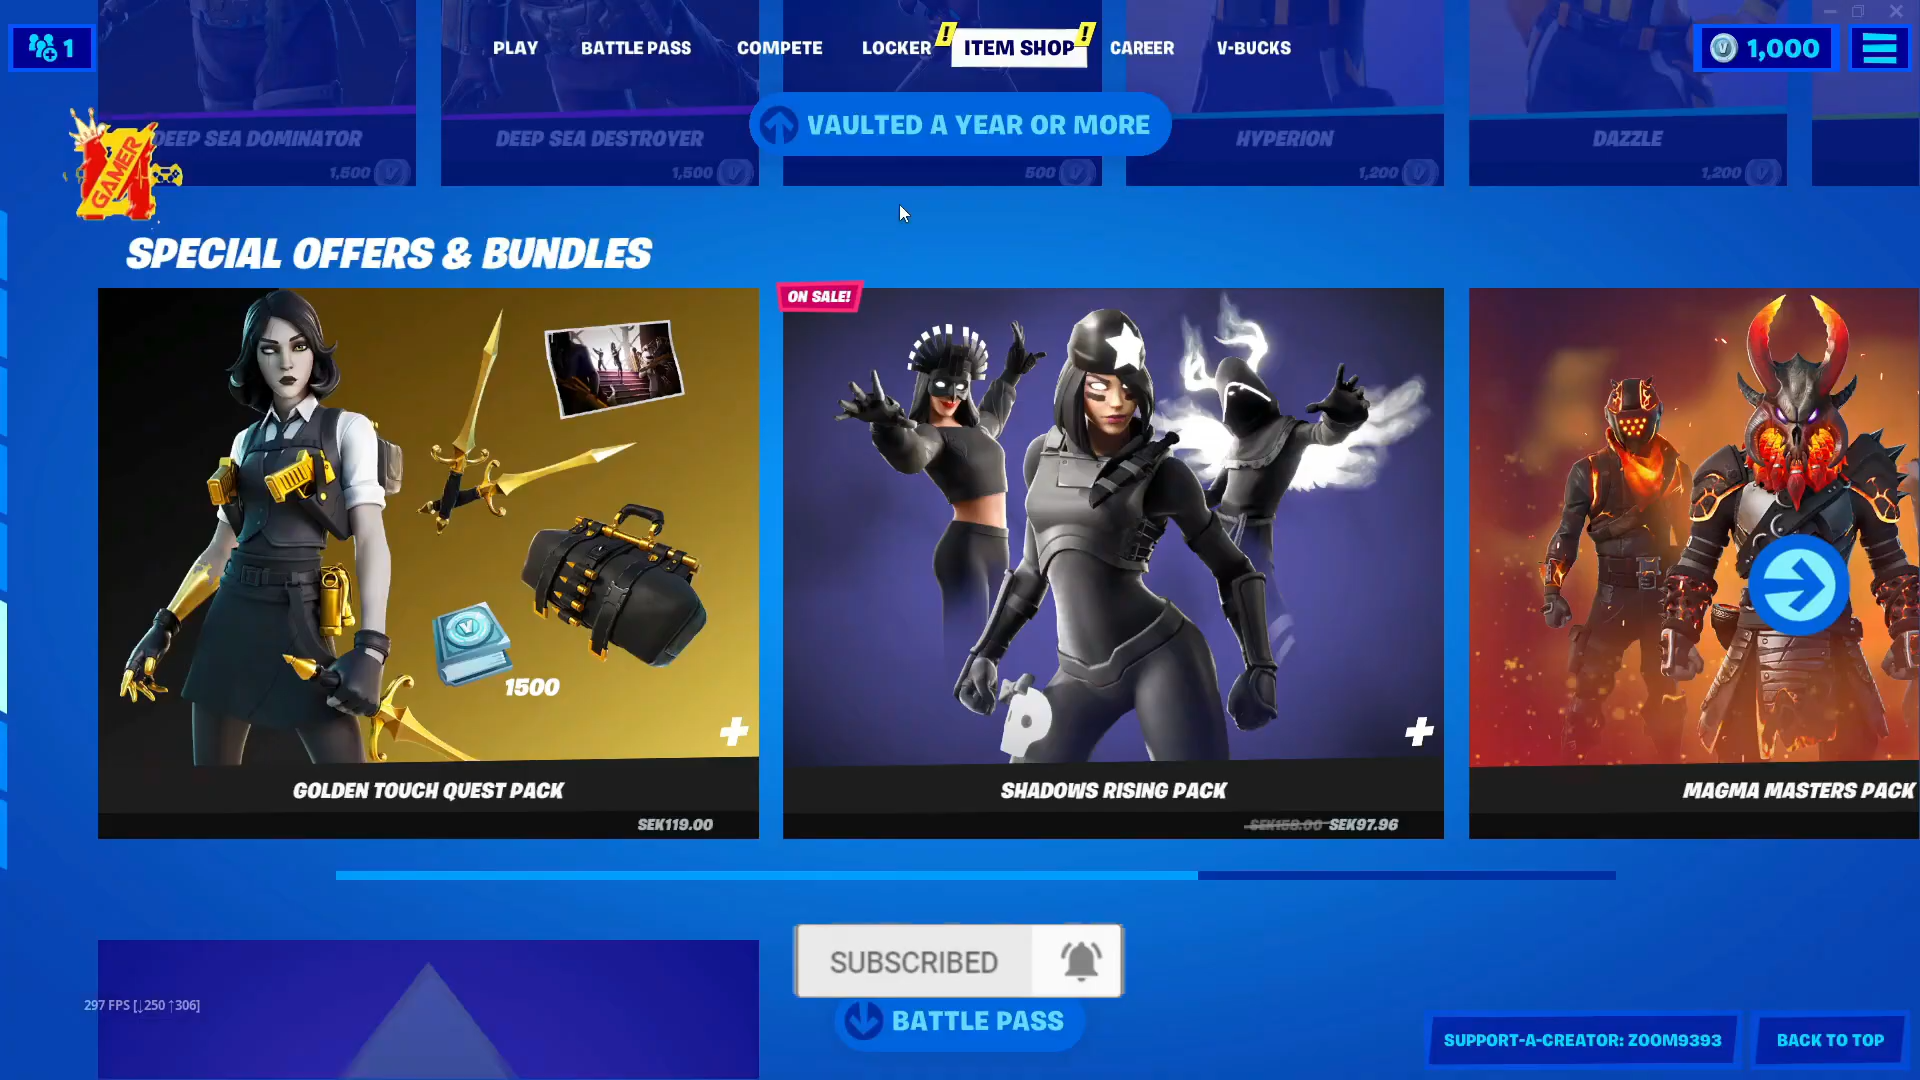 1
PLAY
BATTLE PASS
COMPETE
LOCKER
!
ITEM SHOP
!
CAREER
V-BUCKS
1,000
VAULTED A YEAR OR MORE
DEEP SEA DOMINATOR
1,500
DEEP SEA DESTROYER
1,500
500
HYPERION
1,200
DAZZLE
1,200
GAMER
SPECIAL OFFERS & BUNDLES
1500
GOLDEN TOUCH QUEST PACK
SEK119.00
ON SALE!
SHADOWS RISING PACK
SEK158.00 SEK97.96
MAGMA MASTERS PACK
SUBSCRIBED
BATTLE PASS
297 FPS [↓250 ↑306]
SUPPORT-A-CREATOR: ZOOM9393
BACK TO TOP